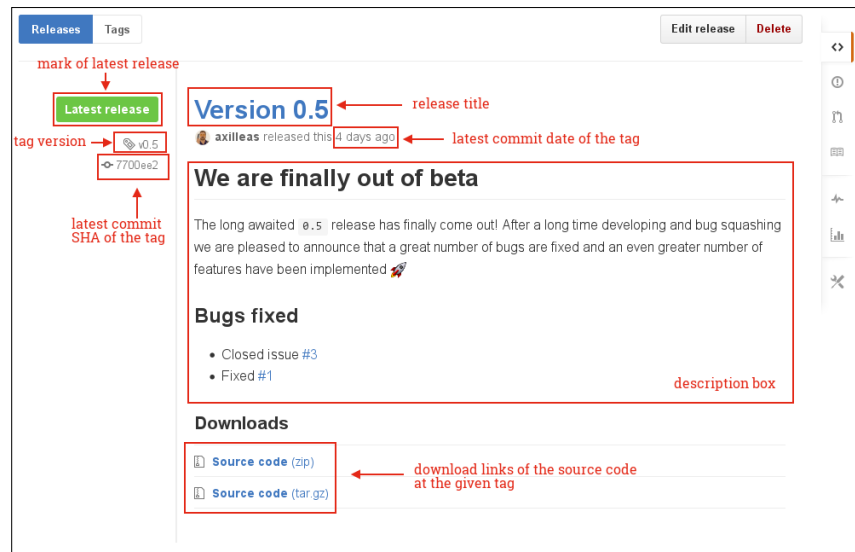 Releases Tags Edit release Delete
mark of latest release
Latest release
Version 0.5 release title
axilleas released this 4 days ago latest commit date of the tag
tag version v0.5
7700ee2
latest commit
SHA of the tag
We are finally out of beta
The long awaited 0.5 release has finally come out! After a long time developing and bug squashing
we are pleased to announce that a great number of bugs are fixed and an even greater number of
features have been implemented 🚀
Bugs fixed
• Closed issue #3
• Fixed #1
description box
Downloads
Source code (zip)
download links of the source code
at the given tag
Source code (tar.gz)